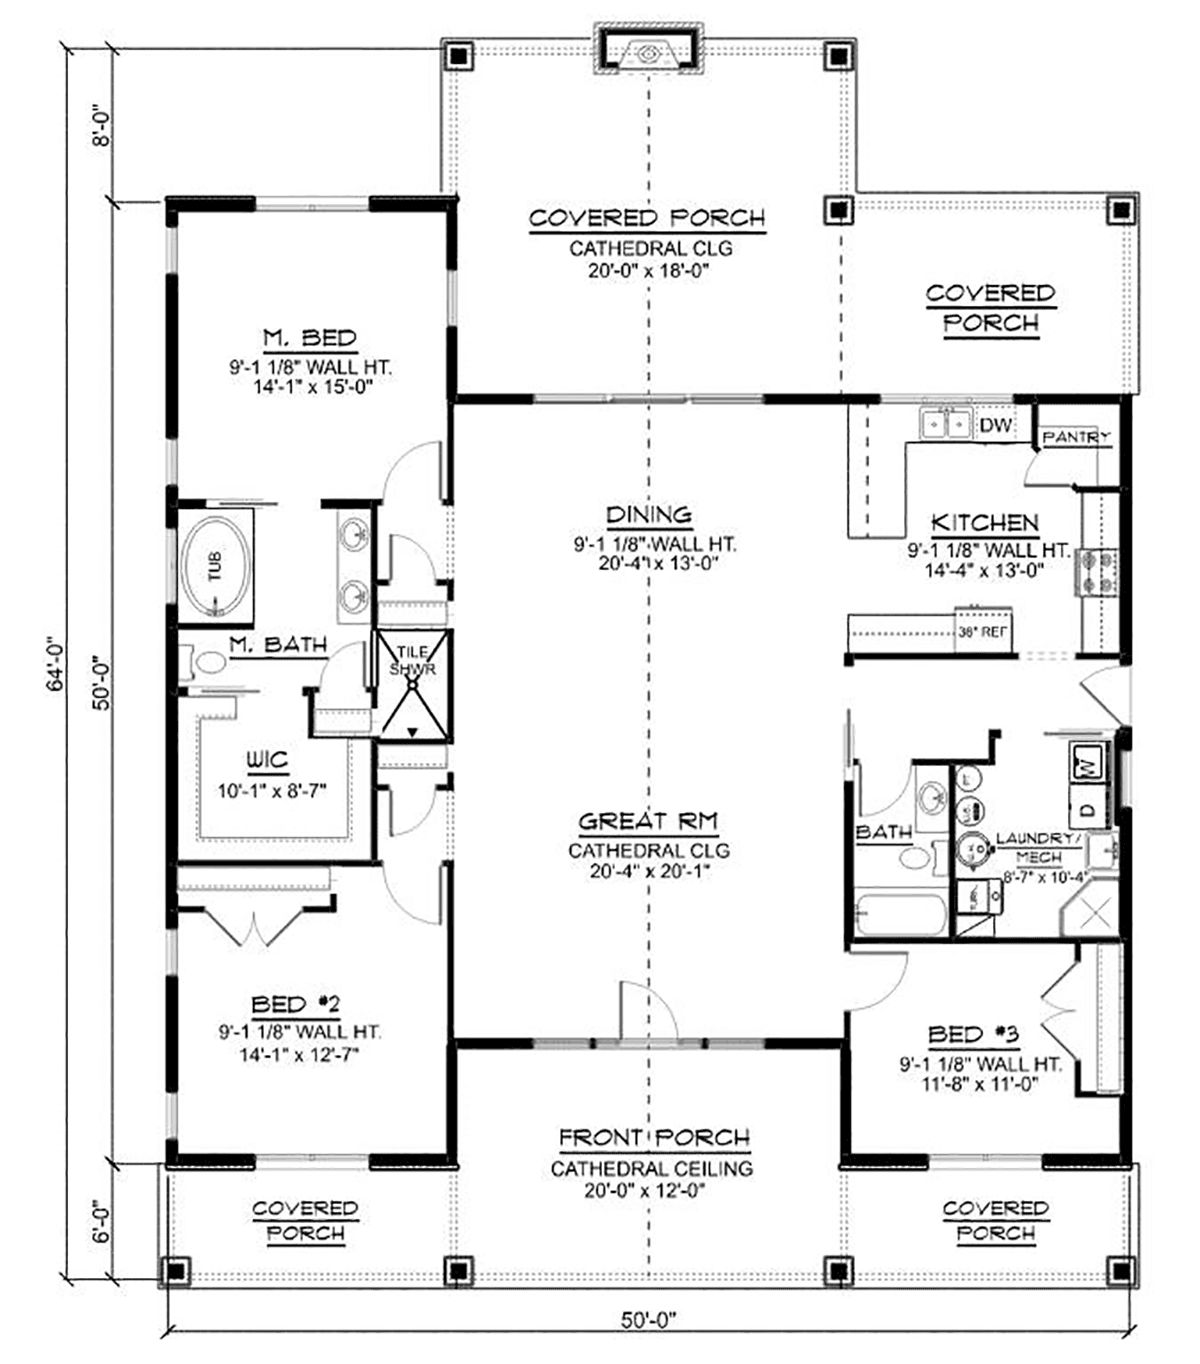 8'-0"
COVERED PORCH
CATHEDRAL CLG
20'-0" x 18'-0"
COVERED
PORCH
M. BED
9'-1 1/8" WALL HT.
14'-1" x 15'-0"
DW
PANTRY
DINING
9'-1 1/8" WALL HT.
20'-4" x 13'-0"
KITCHEN
9'-1 1/8" WALL HT.
14'-4" x 13'-0"
TUB
36" REF
M. BATH
TILE
SHWR
64'-0"
50'-0"
WIC
10'-1" x 8'-7"
W
D
GREAT RM
CATHEDRAL CLG
20'-4" x 20'-1"
BATH
LAUNDRY/
MECH
8'-7" x 10'-4"
BED #2
9'-1 1/8" WALL HT.
14'-1" x 12'-7"
BED #3
9'-1 1/8" WALL HT.
11'-8" x 11'-0"
FRONT PORCH
CATHEDRAL CEILING
20'-0" x 12'-0"
6'-0"
COVERED
PORCH
COVERED
PORCH
50'-0"